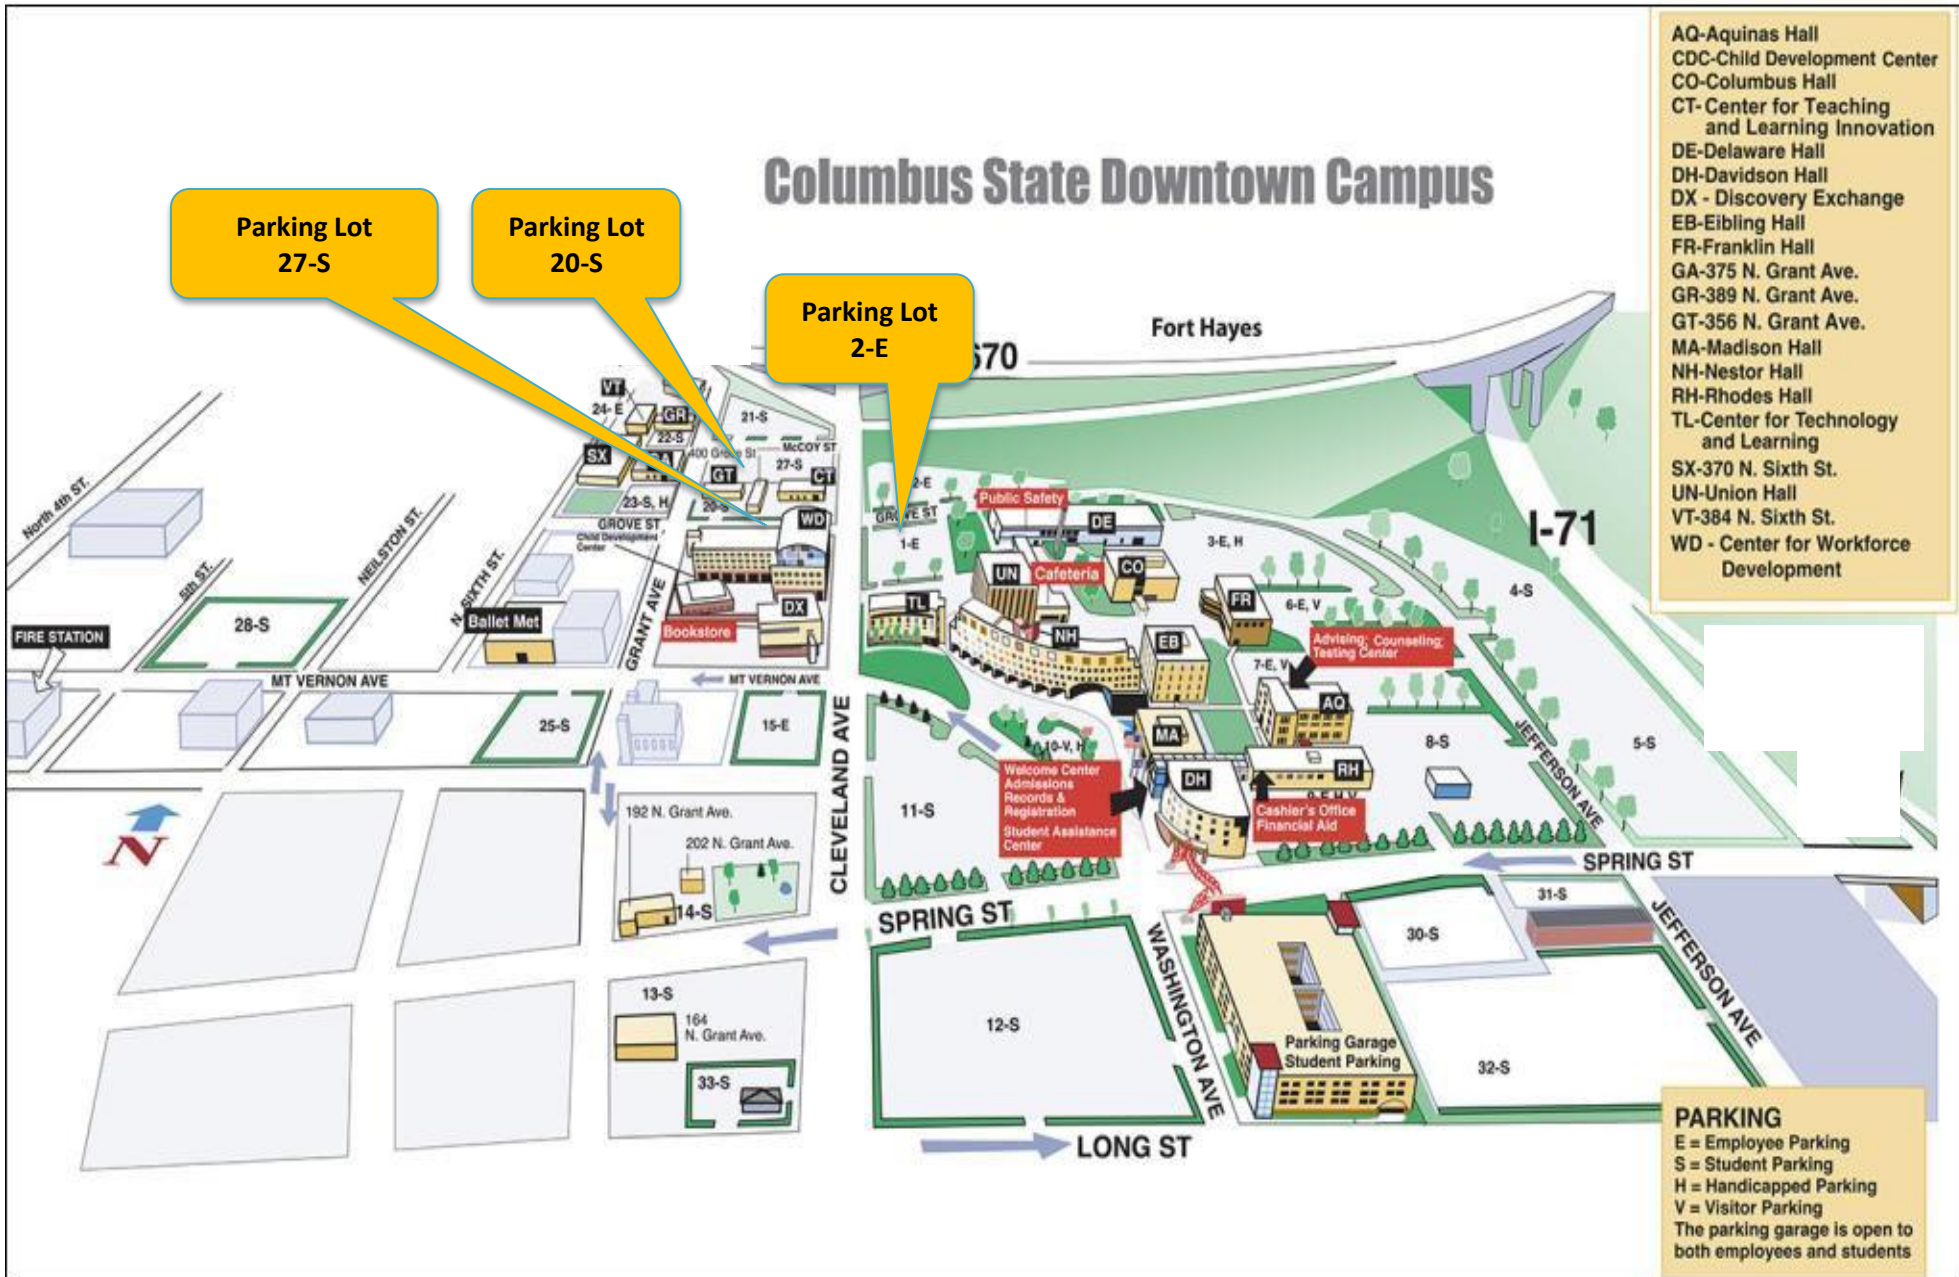 Columbus State Downtown Campus
AQ-Aquinas Hall
CDC-Child Development Center
CO-Columbus Hall
CT- Center for Teaching
and Learning Innovation
DE-Delaware Hall
DH-Davidson Hall
DX - Discovery Exchange
EB-Eibling Hall
FR-Franklin Hall
GA-375 N. Grant Ave.
GR-389 N. Grant Ave.
GT-356 N. Grant Ave.
MA-Madison Hall
NH-Nestor Hall
RH-Rhodes Hall
TL-Center for Technology
and Learning
SX-370 N. Sixth St.
UN-Union Hall
VT-384 N. Sixth St.
WD - Center for Workforce
Development
Parking Lot
27-S
Parking Lot
20-S
Parking Lot
2-E
Fort Hayes
670
I-71
VT
24- E
GR
22-S
21-S
McCOY ST
400 Grove St
27-S
SX
GT
CT
23-S, H
20-S
GROVE ST
Child Development
Center
WD
2-E
GROVE ST
1-E
Public Safety
DE
3-E, H
4-S
UN
Cafeteria
CO
FR
6-E, V
North 4th ST.
5th ST.
NEILSTON ST.
N. SIXTH ST.
GRANT AVE
28-S
FIRE STATION
Ballet Met
Bookstore
DX
TL
NH
EB
Advising; Counseling;
Testing Center
7-E, V
AQ
MT VERNON AVE
MT VERNON AVE
25-S
15-E
CLEVELAND AVE
10-V, H
MA
8-S
5-S
JEFFERSON AVE
Welcome Center
Admissions
Records &
Registration
Student Assistance
Center
DH
RH
Cashier's Office
Financial Aid
11-S
N
192 N. Grant Ave.
202 N. Grant Ave.
14-S
SPRING ST
SPRING ST
31-S
30-S
WASHINGTON AVE
JEFFERSON AVE
13-S
164
N. Grant Ave.
33-S
12-S
Parking Garage
Student Parking
32-S
LONG ST
PARKING
E = Employee Parking
S = Student Parking
H = Handicapped Parking
V = Visitor Parking
The parking garage is open to
both employees and students